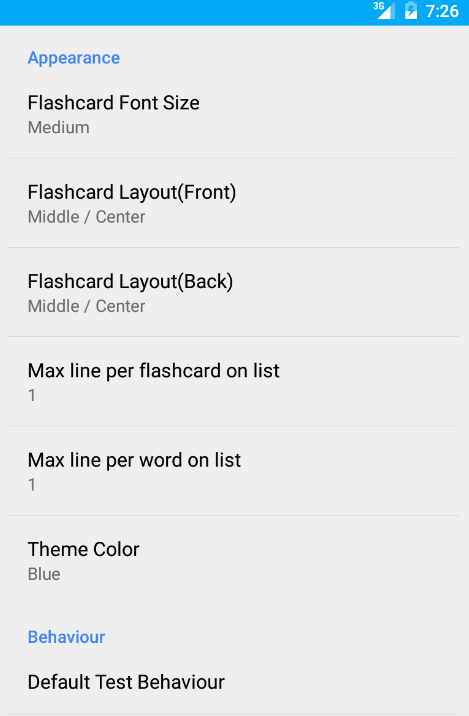 3G 7:26
Appearance
Flashcard Font Size
Medium
Flashcard Layout(Front)
Middle / Center
Flashcard Layout(Back)
Middle / Center
Max line per flashcard on list
1
Max line per word on list
1
Theme Color
Blue
Behaviour
Default Test Behaviour